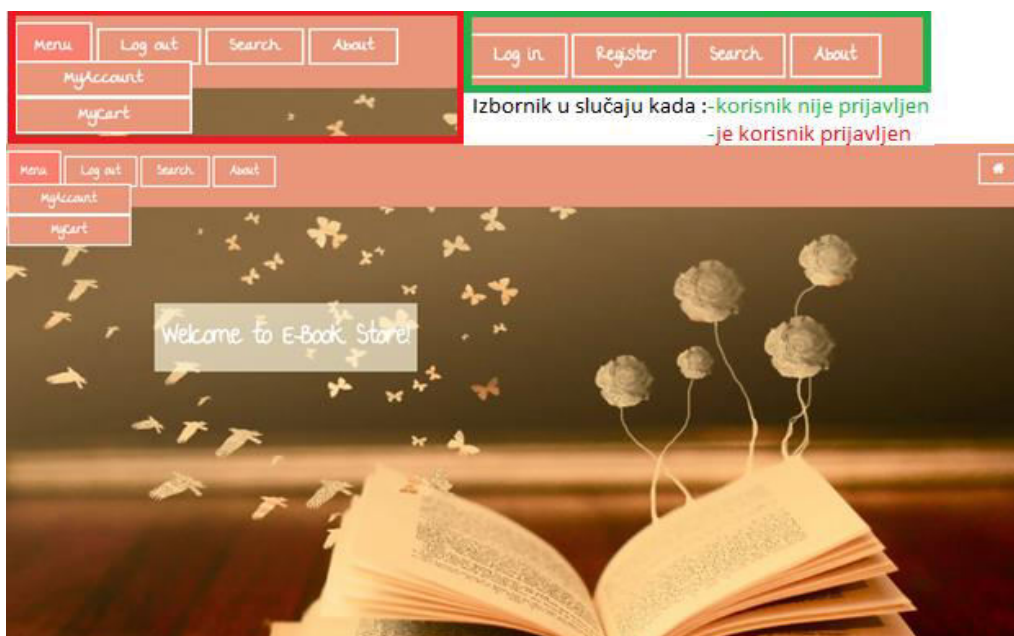 Menu Log out Search About
MyAccount
MyCart
Log in Register Search About
Izbornik u slučaju kada :-korisnik nije prijavljen
-je korisnik prijavljen
Menu Log out Search About
MyAccount
MyCart
Welcome to E-Book Store!